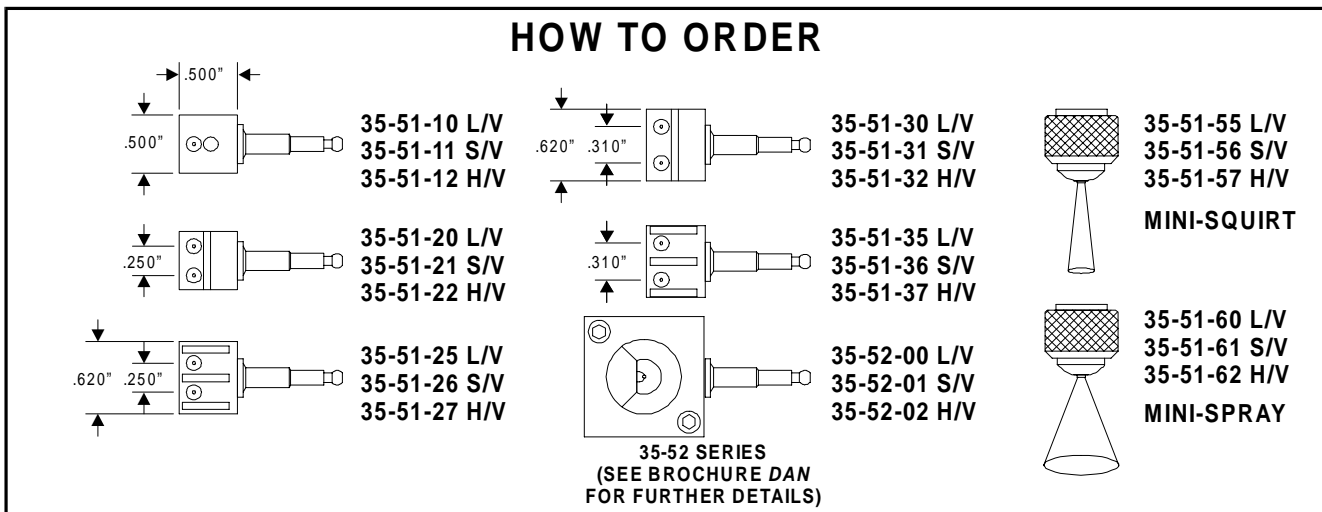 HOW TO ORDER
.500"
.500"
35-51-10 L/V
35-51-11 S/V
35-51-12 H/V
.250"
35-51-20 L/V
35-51-21 S/V
35-51-22 H/V
.620" .250"
35-51-25 L/V
35-51-26 S/V
35-51-27 H/V
.620" .310"
35-51-30 L/V
35-51-31 S/V
35-51-32 H/V
.310"
35-51-35 L/V
35-51-36 S/V
35-51-37 H/V
35-52-00 L/V
35-52-01 S/V
35-52-02 H/V
35-52 SERIES
(SEE BROCHURE DAN
FOR FURTHER DETAILS)
35-51-55 L/V
35-51-56 S/V
35-51-57 H/V
MINI-SQUIRT
35-51-60 L/V
35-51-61 S/V
35-51-62 H/V
MINI-SPRAY